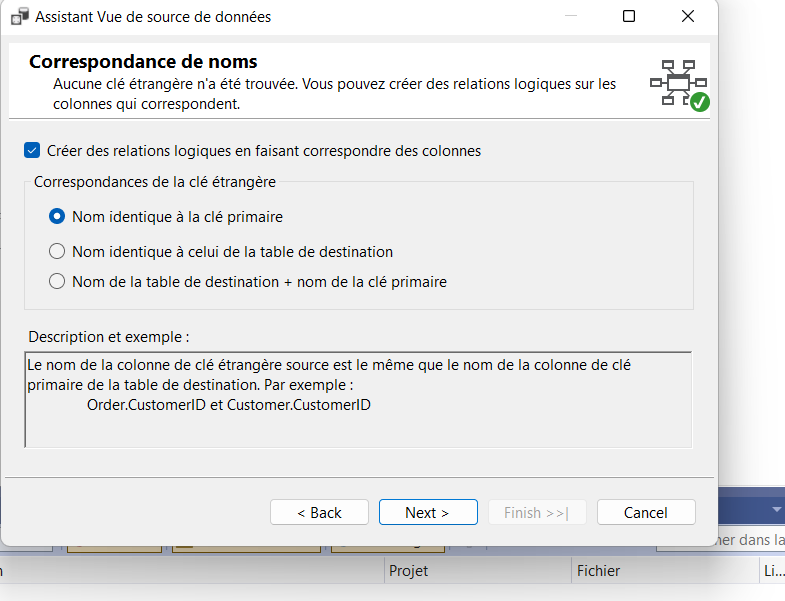 Assistant Vue de source de données
Correspondance de noms
Aucune clé étrangère n'a été trouvée. Vous pouvez créer des relations logiques sur les
colonnes qui correspondent.
Créer des relations logiques en faisant correspondre des colonnes
Correspondances de la clé étrangère
Nom identique à la clé primaire
Nom identique à celui de la table de destination
Nom de la table de destination + nom de la clé primaire
Description et exemple :
Le nom de la colonne de clé étrangère source est le même que le nom de la colonne de clé
primaire de la table de destination. Par exemple :
Order.CustomerID et Customer.CustomerID
< Back
Next >
Finish >>|
Cancel
dans la
Projet
Fichier
Li...